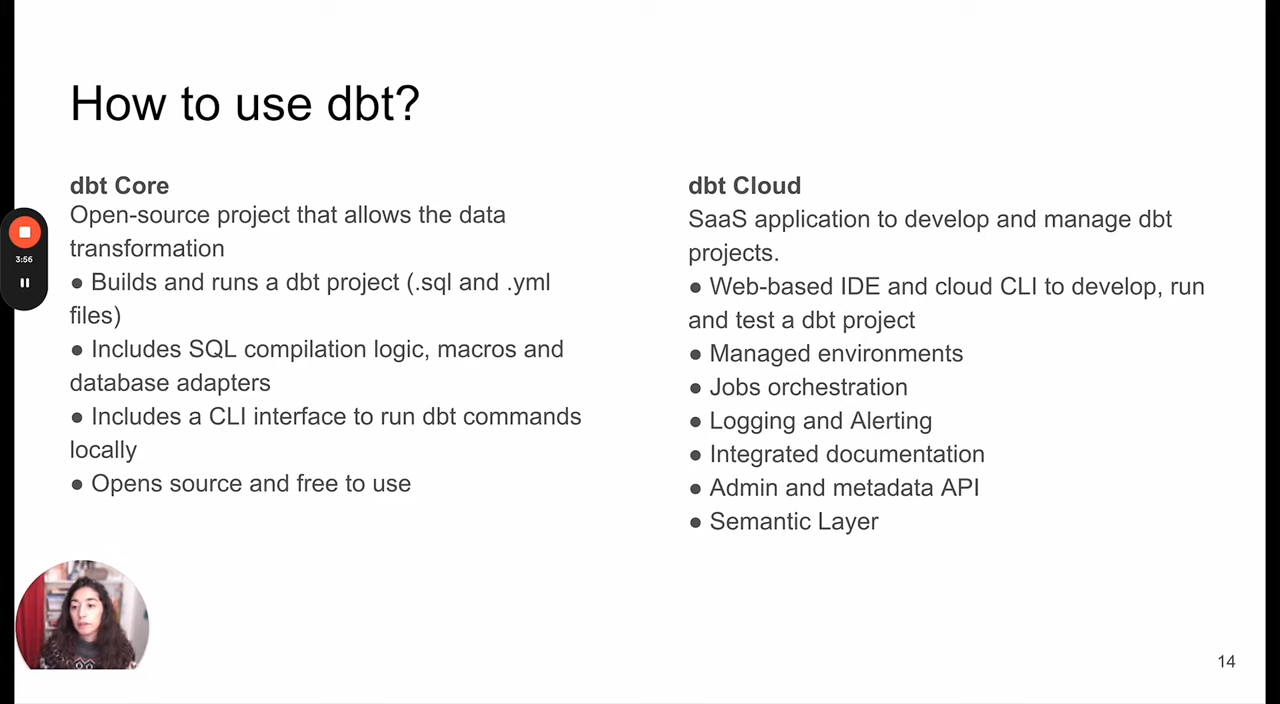 How to use dbt?
dbt Core
Open-source project that allows the data
transformation
● Builds and runs a dbt project (.sql and .yml
files)
● Includes SQL compilation logic, macros and
database adapters
● Includes a CLI interface to run dbt commands
locally
● Opens source and free to use
dbt Cloud
SaaS application to develop and manage dbt
projects.
● Web-based IDE and cloud CLI to develop, run
and test a dbt project
● Managed environments
● Jobs orchestration
● Logging and Alerting
● Integrated documentation
● Admin and metadata API
● Semantic Layer
3:56
14